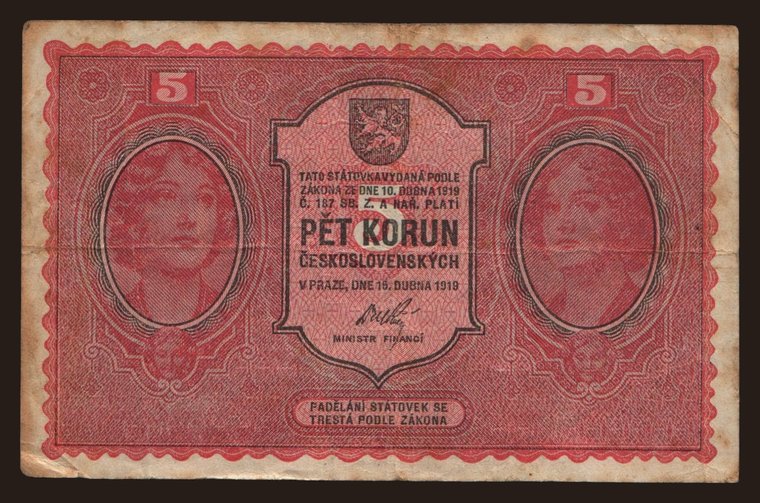 5
5
TATO STÁTOVKA VYDANÁ PODLE
ZÁKONA ZE DNE 10. DUBNA 1919
Č. 187 SB. Z. A NAŘ. PLATÍ
5
PĚT KORUN
ČESKOSLOVENSKÝCH
V PRAZE, DNE 15. DUBNA 1919
MINISTR FINANCÍ
PADĚLÁNÍ STÁTOVEK SE
TRESTÁ PODLE ZÁKONA